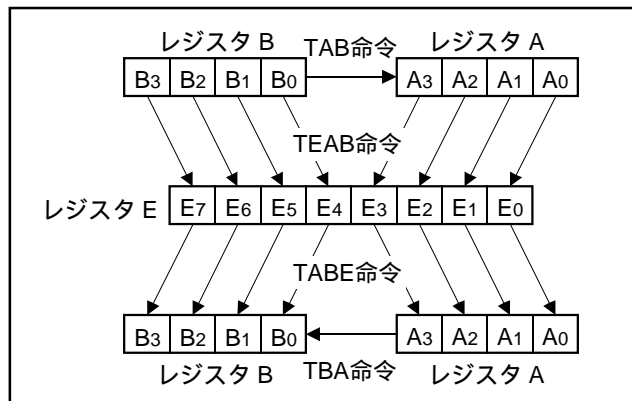 レジスタ B TAB命令 レジスタ A
B3 B2 B1 B0 A3 A2 A1 A0
TEAB命令
レジスタ E E7 E6 E5 E4 E3 E2 E1 E0
TABE命令
B3 B2 B1 B0 A3 A2 A1 A0
レジスタ B TBA命令 レジスタ A